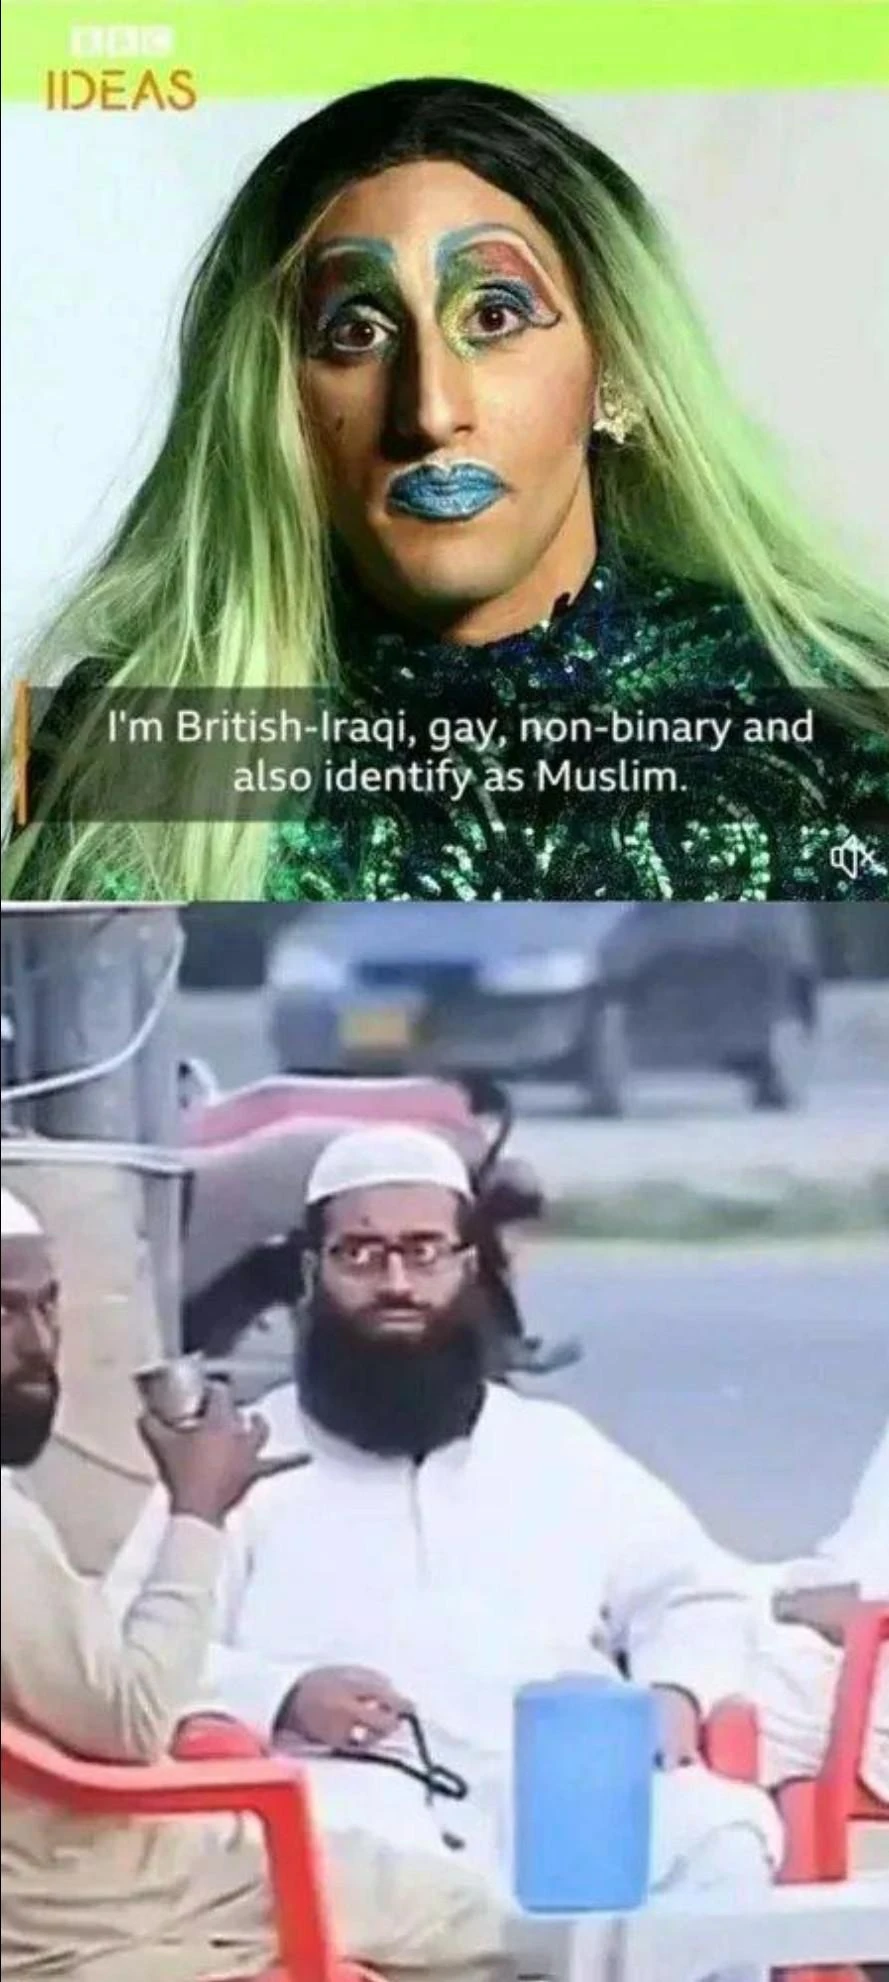 BBC
IDEAS
I'm British-Iraqi, gay, non-binary and
also identify as Muslim.